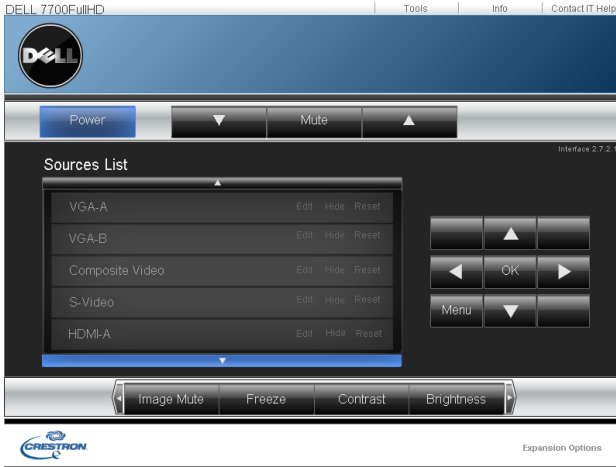 DELL 7700FullHD Tools Info Contact IT Help
DELL
Power Mute
Interface 2.7.2.1
Sources List
VGA-A Edit Hide Reset
VGA-B Edit Hide Reset
Composite Video Edit Hide Reset
S-Video Edit Hide Reset
HDMI-A Edit Hide Reset
OK
Menu
Image Mute Freeze Contrast Brightness
CRESTRON Expansion Options